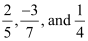 2/5, -3/7, and 1/4